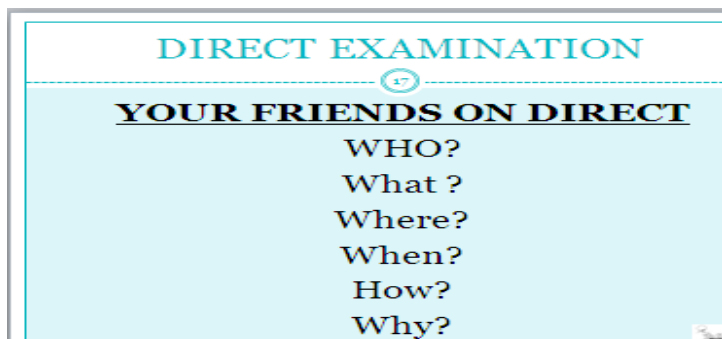 DIRECT EXAMINATION
17
YOUR FRIENDS ON DIRECT
WHO?
What ?
Where?
When?
How?
Why?